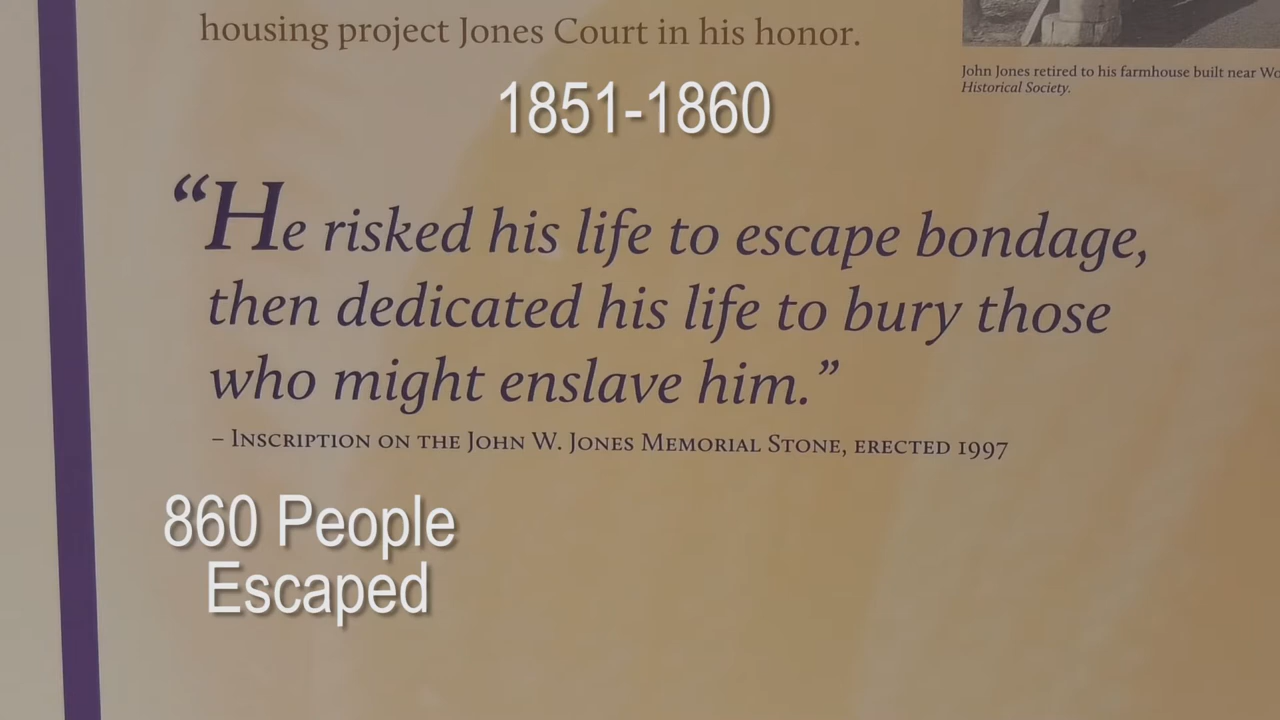 housing project Jones Court in his honor.
John Jones retired to his farmhouse built near
Historical Society.
1851-1860
“He risked his life to escape bondage,
then dedicated his life to bury those
who might enslave him.”
– Inscription on the John W. Jones Memorial Stone, erected 1997
860 People
Escaped